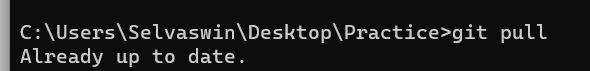 C:\Users\Selvaswin\Desktop\Practice>git pull
Already up to date.